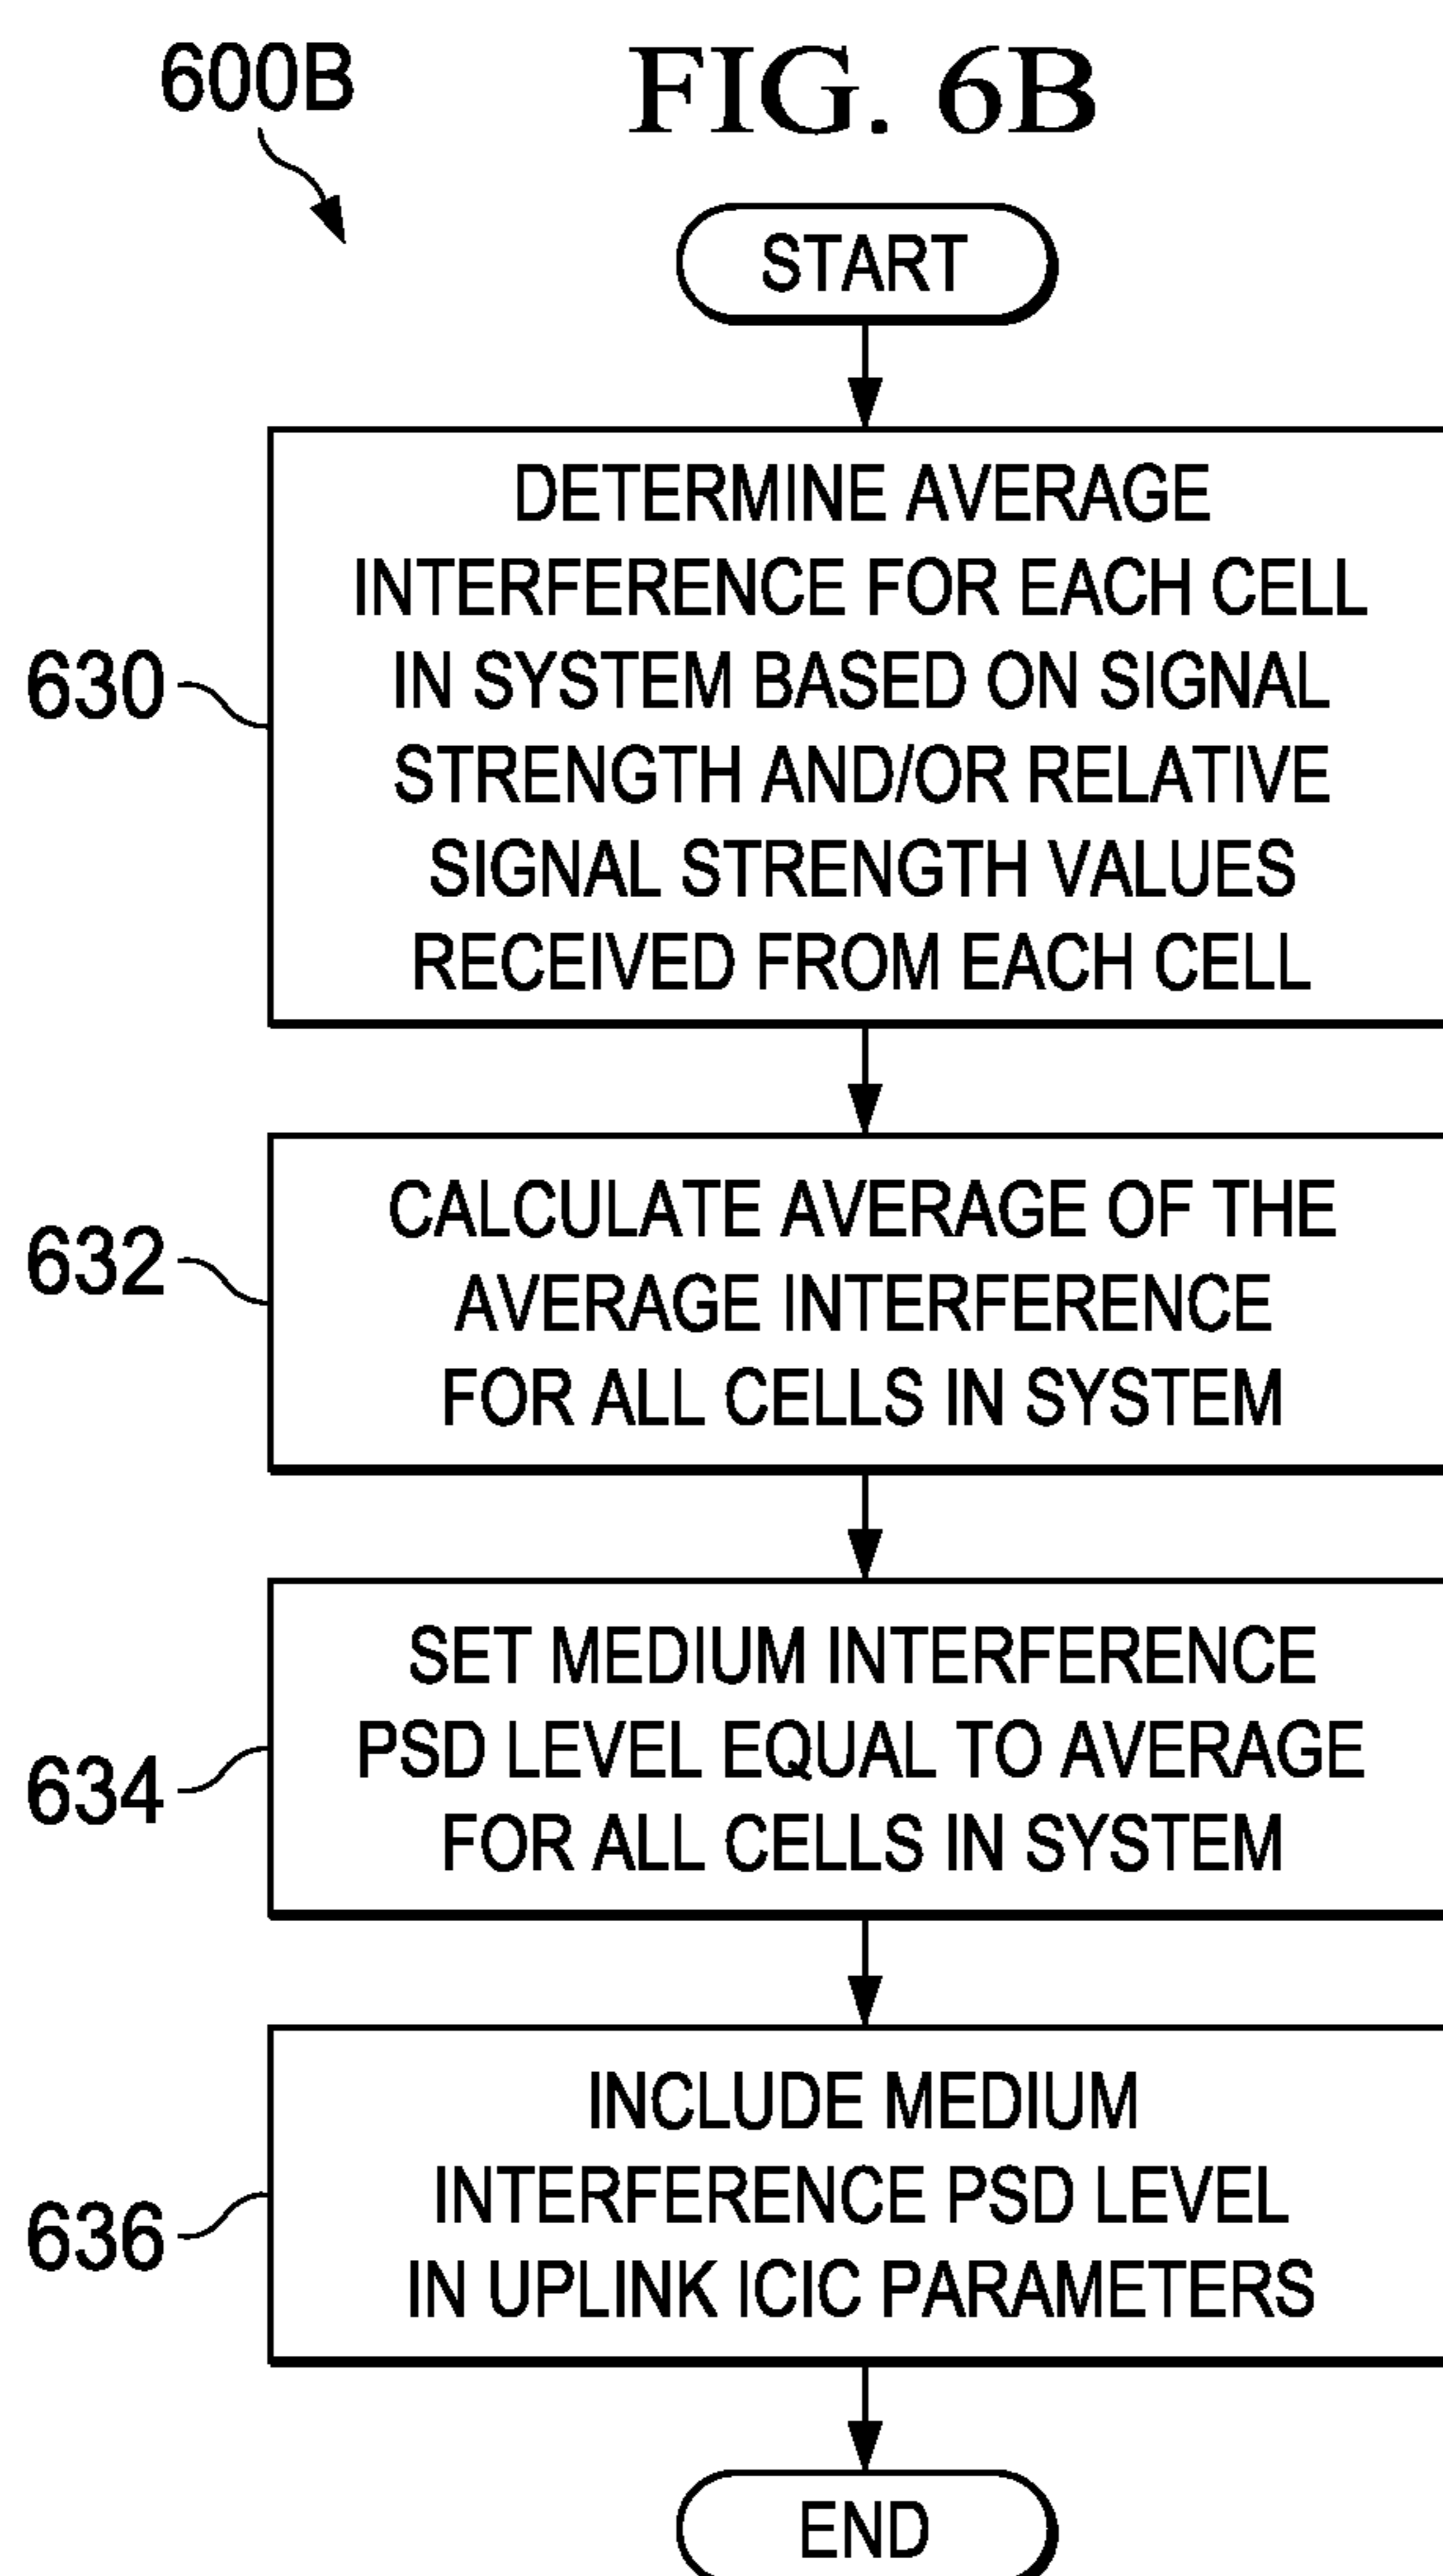 600B
FIG. 6B
START
630
DETERMINE AVERAGE
INTERFERENCE FOR EACH CELL
IN SYSTEM BASED ON SIGNAL
STRENGTH AND/OR RELATIVE
SIGNAL STRENGTH VALUES
RECEIVED FROM EACH CELL
632
CALCULATE AVERAGE OF THE
AVERAGE INTERFERENCE
FOR ALL CELLS IN SYSTEM
634
SET MEDIUM INTERFERENCE
PSD LEVEL EQUAL TO AVERAGE
FOR ALL CELLS IN SYSTEM
636
INCLUDE MEDIUM
INTERFERENCE PSD LEVEL
IN UPLINK ICIC PARAMETERS
END